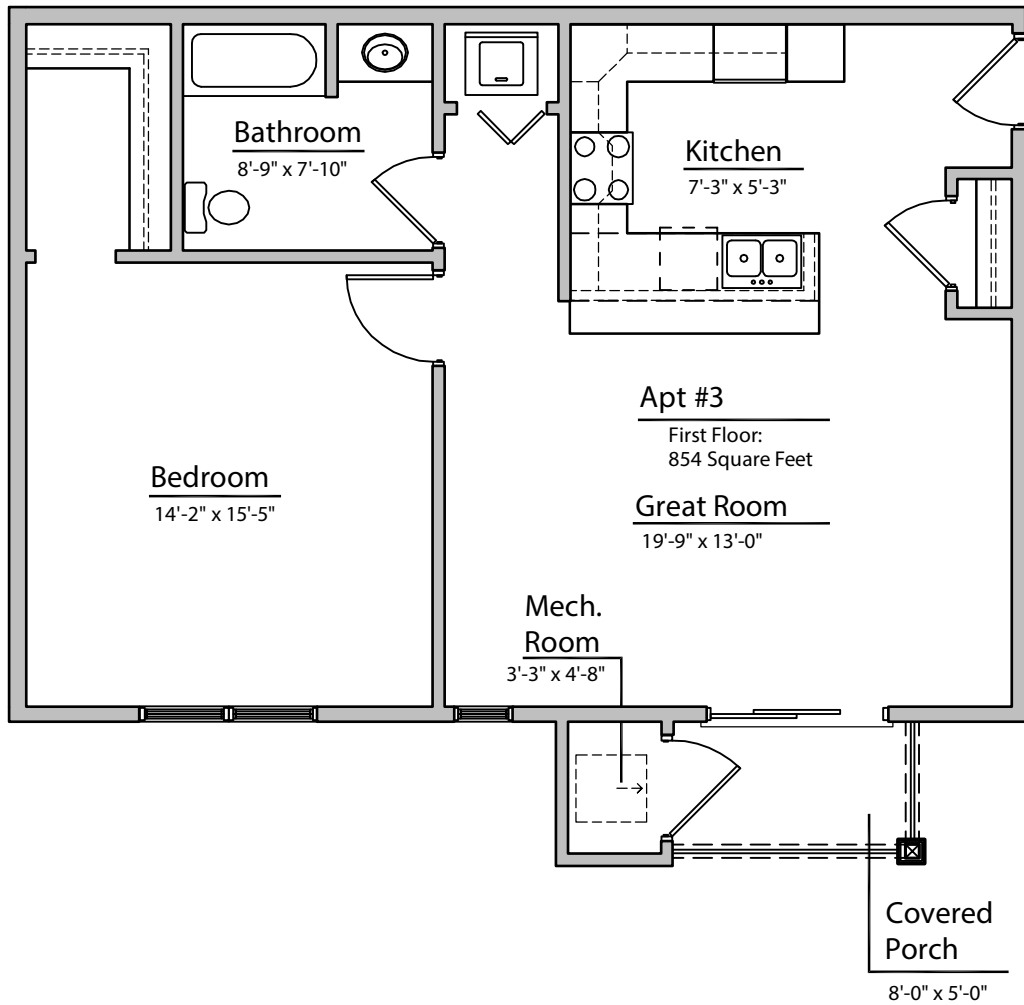 Bathroom
8'-9" x 7'-10"
Kitchen
7'-3" x 5'-3"
Apt #3
First Floor:
854 Square Feet
Bedroom
14'-2" x 15'-5"
Great Room
19'-9" x 13'-0"
Mech.
Room
3'-3" x 4'-8"
Covered
Porch
8'-0" x 5'-0"